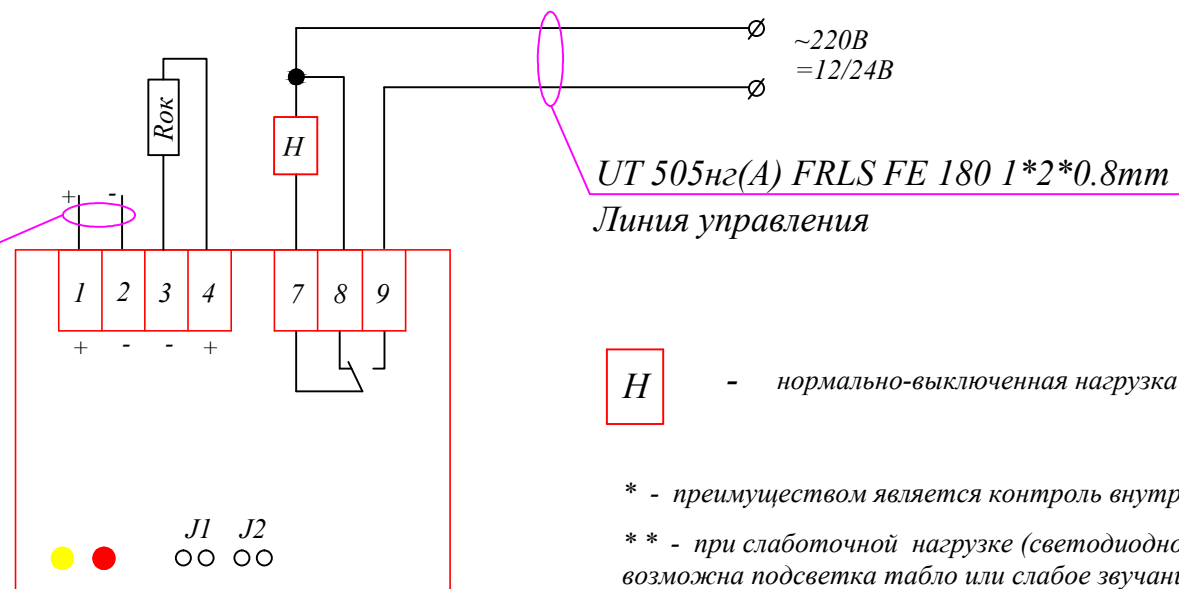 ~220В
=12/24В
Rок
H
UT 505нг(А) FRLS FE 180 1*2*0.8mm
Линия управления
+ -
1 2 3 4 7 8 9
+ - - +
H - нормально-выключенная нагрузка
* - преимуществом является контроль внутр
J1 J2
* * - при слаботочной нагрузке (светодиодно
возможна подсветка табло или слабое звучани